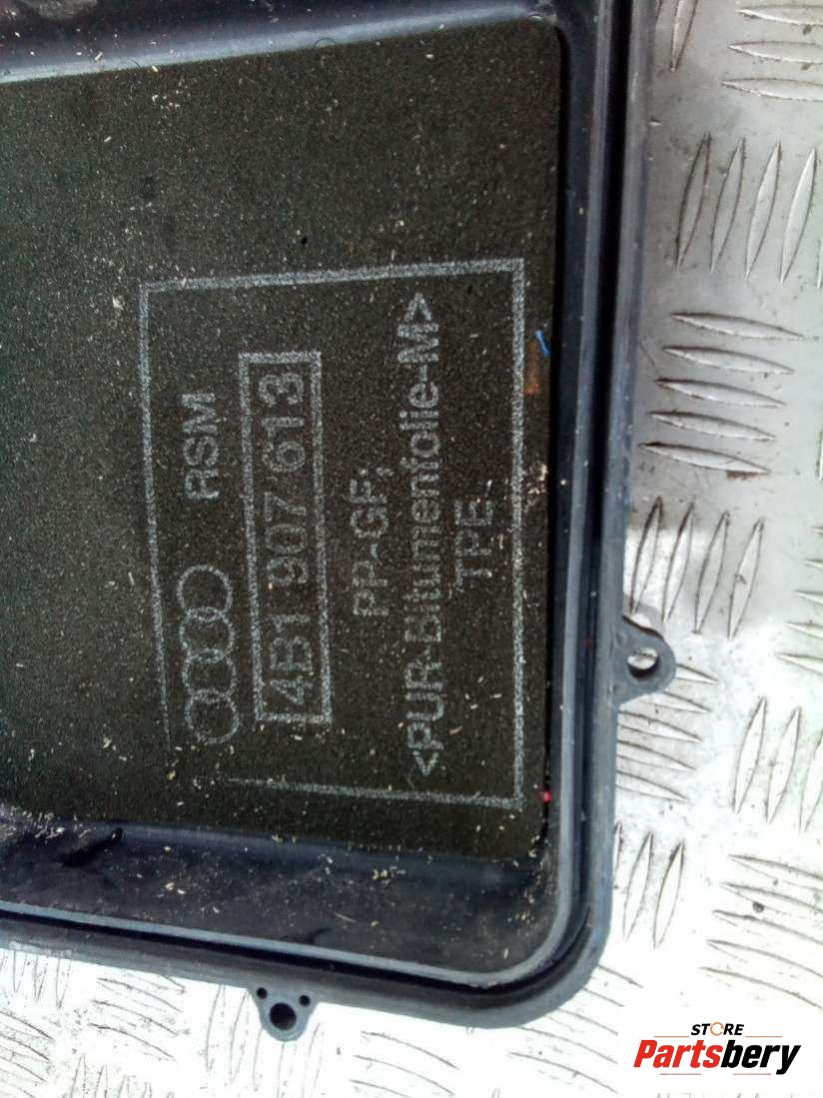 RSM
4B1 907 613
PP-GF;
<PUR-Bitumenfolie-M>
TPE
STORE
Partsbery